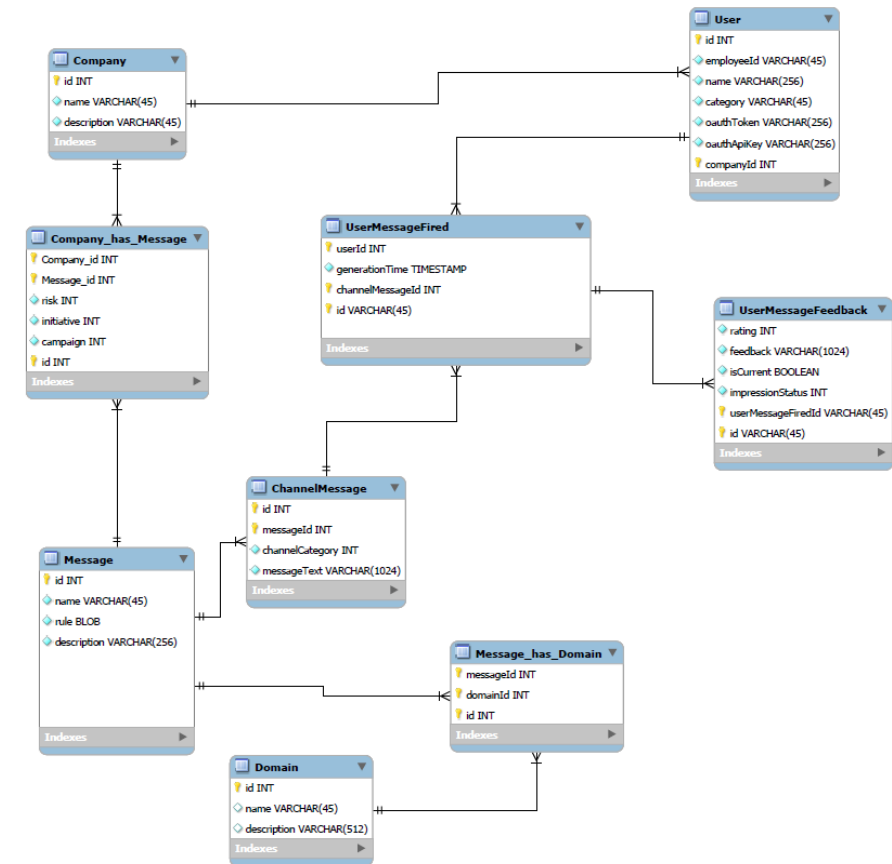 Company
id INT
name VARCHAR(45)
description VARCHAR(45)
Indexes
User
id INT
employeeId VARCHAR(45)
name VARCHAR(256)
category VARCHAR(45)
oauthToken VARCHAR(256)
oauthApiKey VARCHAR(256)
companyId INT
Indexes
Company_has_Message
Company_id INT
Message_id INT
risk INT
initiative INT
campaign INT
id INT
Indexes
UserMessageFired
userId INT
generationTime TIMESTAMP
channelMessageId INT
id VARCHAR(45)
Indexes
UserMessageFeedback
rating INT
feedback VARCHAR(1024)
isCurrent BOOLEAN
impressionStatus INT
userMessageFiredId VARCHAR(45)
id VARCHAR(45)
Indexes
ChannelMessage
id INT
messageId INT
channelCategory INT
messageText VARCHAR(1024)
Indexes
Message
id INT
name VARCHAR(45)
rule BLOB
description VARCHAR(256)
Indexes
Message_has_Domain
messageId INT
domainId INT
id INT
Indexes
Domain
id INT
name VARCHAR(45)
description VARCHAR(512)
Indexes